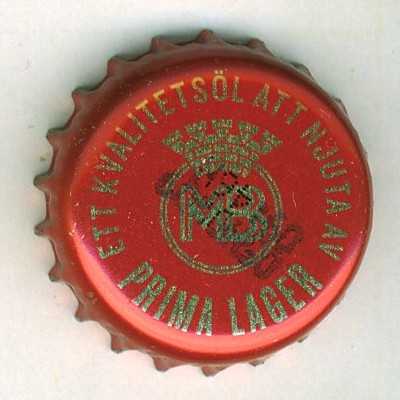 ETT KVALITETSÖL ATT NJUTA AV
MB
PRIMA LAGER